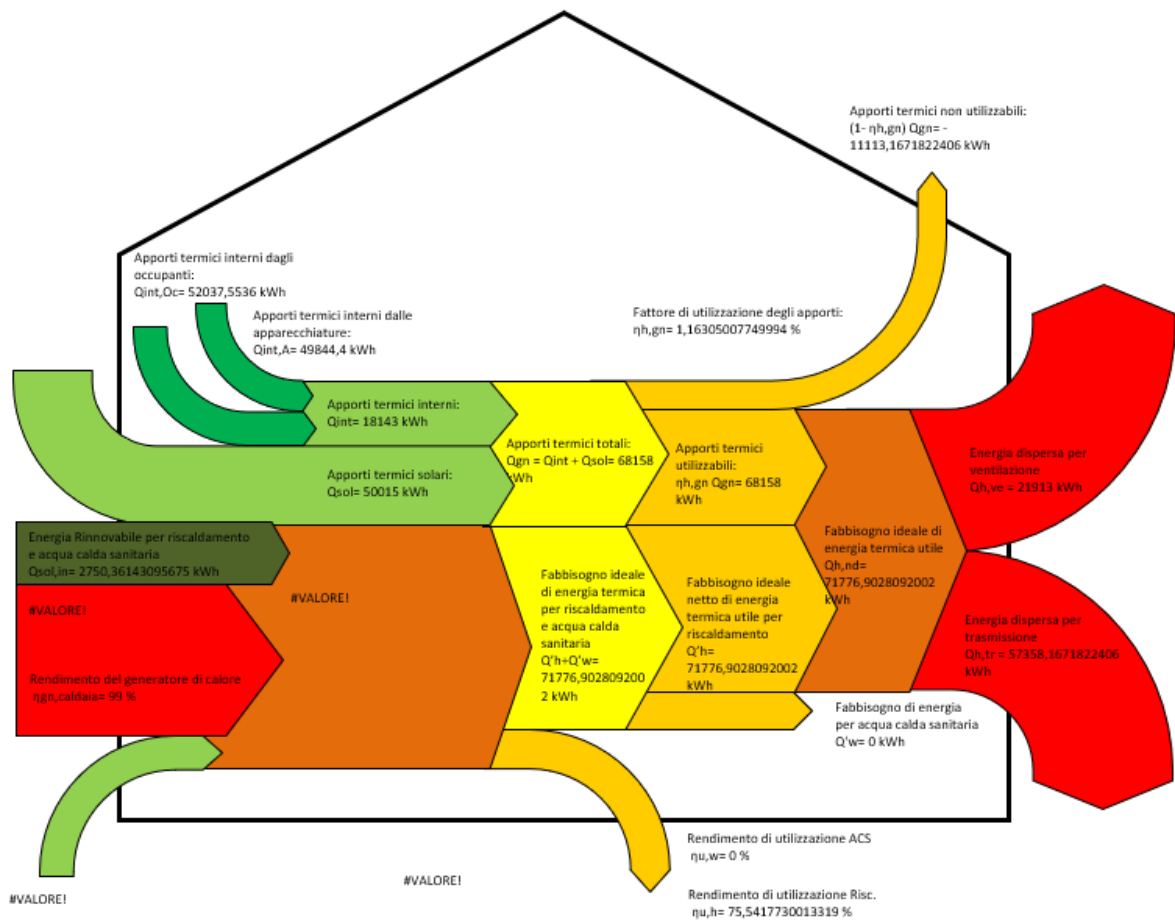 Apporti termici non utilizzabili:
(1- ηh,gn) Qgn= -
11113,1671822406 kWh
Apporti termici interni dagli
occupanti:
Qint,Oc= 52037,5536 kWh
Apporti termici interni dalle
apparecchiature:
Qint,A= 49844,4 kWh
Fattore di utilizzazione degli apporti:
ηh,gn= 1,16305007749994 %
Apporti termici interni:
Qint= 18143 kWh
Apporti termici totali:
Qgn = Qint + Qsol= 68158
kWh
Apporti termici
utilizzabili:
ηh,gn Qgn= 68158
kWh
Energia dispersa per
ventilazione
Qh,ve = 21913 kWh
Apporti termici solari:
Qsol= 50015 kWh
Energia Rinnovabile per riscaldamento
e acqua calda sanitaria
Qsol,in= 2750,36143095675 kWh
Fabbisogno ideale di
energia termica utile
Qh,nd=
71776,9028092002
kWh
#VALORE!
#VALORE!
Fabbisogno ideale
di energia termica
per riscaldamento
e acqua calda
sanitaria
Q'h+Q'w=
71776,902809200
2 kWh
Fabbisogno ideale
netto di energia
termica utile per
riscaldamento
Q'h=
71776,9028092002
kWh
Energia dispersa per
trasmissione
Qh,tr = 57358,1671822406
kWh
Rendimento del generatore di calore
ηgn,caldaia= 99 %
Fabbisogno di energia
per acqua calda sanitaria
Q'w= 0 kWh
Rendimento di utilizzazione ACS
ηu,w= 0 %
#VALORE!
#VALORE!
Rendimento di utilizzazione Risc.
ηu,h= 75,5417730013319 %